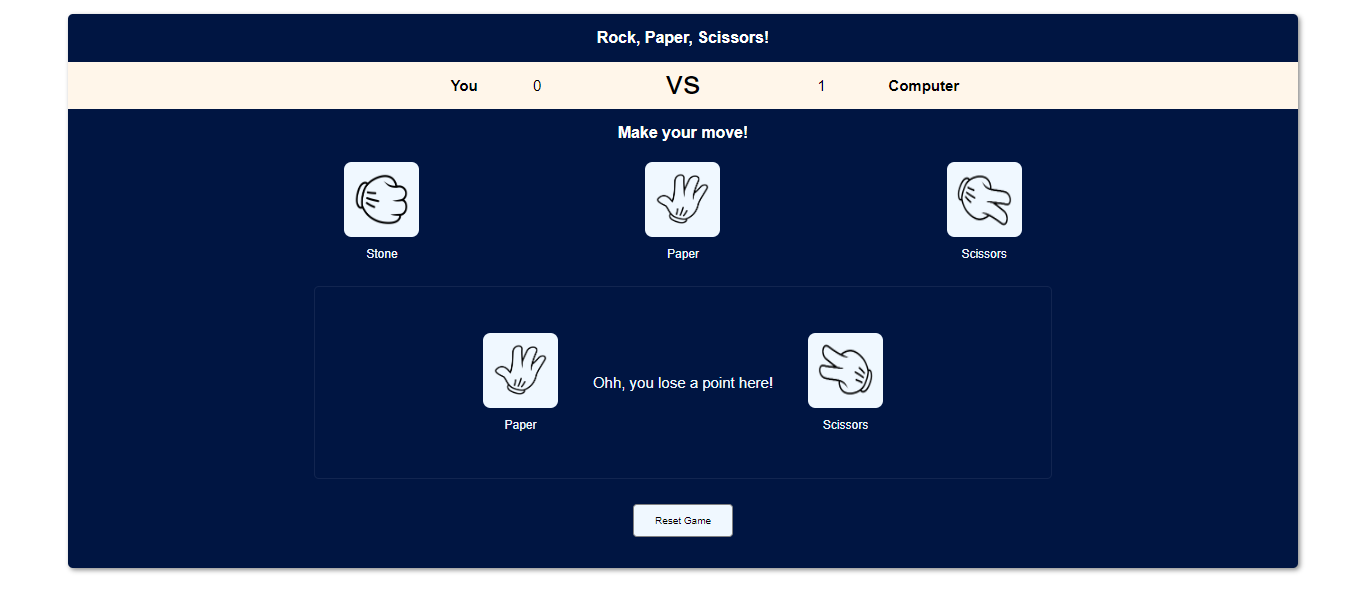 Rock, Paper, Scissors!
You 0 VS 1 Computer
Make your move!
Stone Paper Scissors
Ohh, you lose a point here!
Paper Scissors
Reset Game